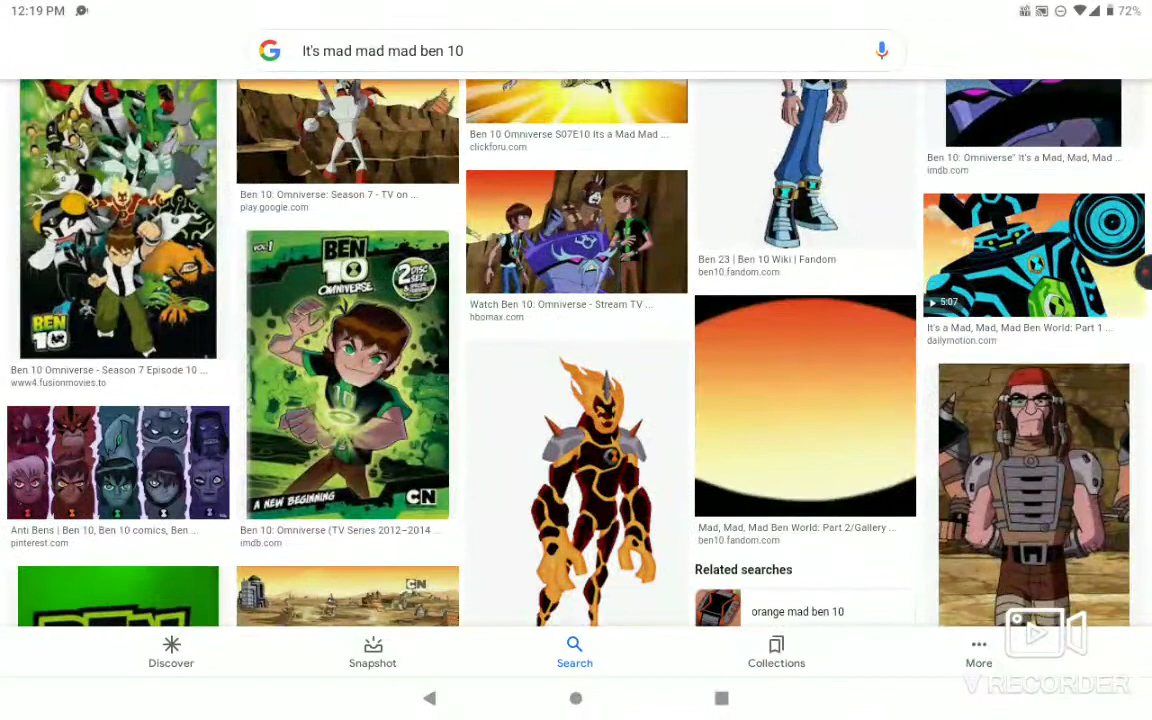 12:19 PM
72%
It's mad mad mad ben 10
BEN
10
Ben 10 Omniverse - Season 7 Episode 10 ...
www4.fusionmovies.to
Anti Bens | Ben 10, Ben 10 comics, Ben ...
pinterest.com
Ben 10: Omniverse: Season 7 - TV on ...
play.google.com
VOL.1
BEN
10
OMNIVERSE
2
DISC
SET
A NEW BEGINNING
CN
Ben 10: Omniverse (TV Series 2012–2014 ...
imdb.com
CN
Ben 10 Omniverse S07E10 Its a Mad Mad ...
clickforu.com
Watch Ben 10: Omniverse - Stream TV ...
hbomax.com
Ben 23 | Ben 10 Wiki | Fandom
ben10.fandom.com
Mad, Mad, Mad Ben World: Part 2/Gallery ...
ben10.fandom.com
Related searches
orange mad ben 10
Ben 10: Omniverse" It's a Mad, Mad, Mad ...
imdb.com
5:07
It's a Mad, Mad, Mad Ben World: Part 1 ...
dailymotion.com
Discover
Snapshot
Search
Collections
More
V RECORDER